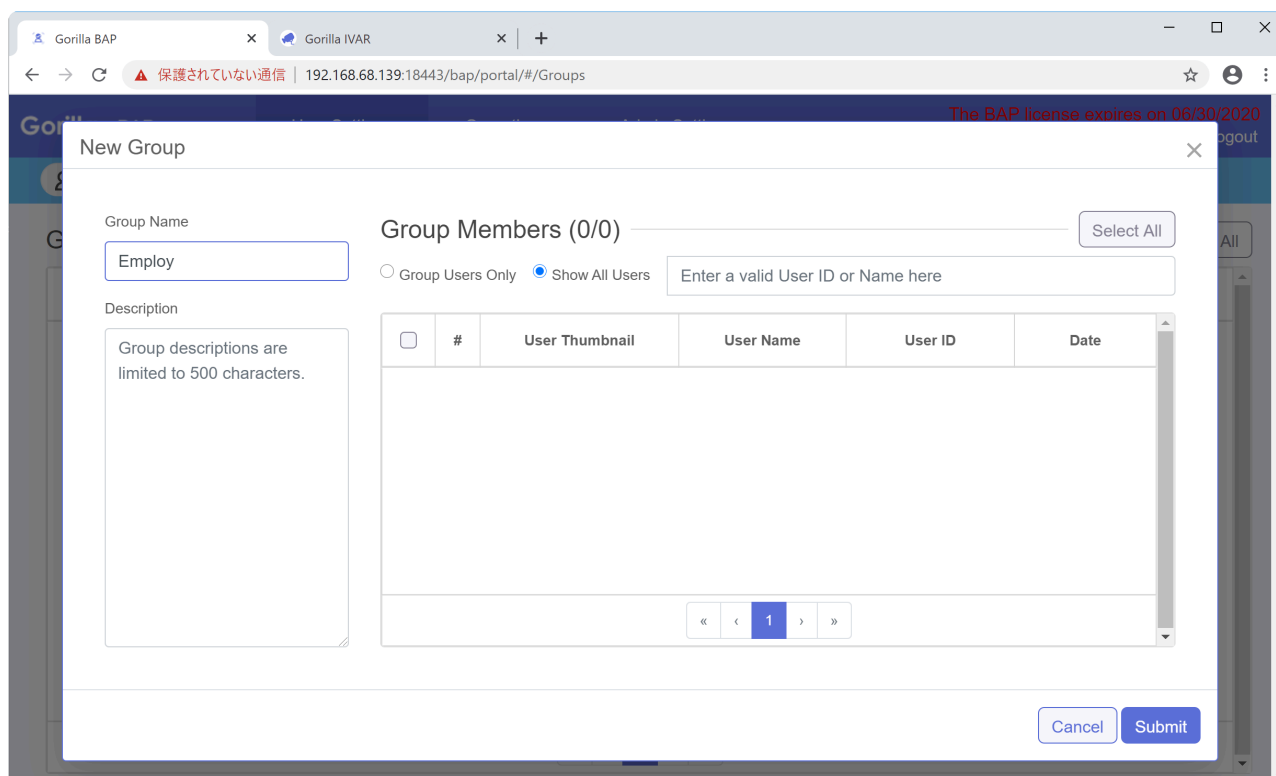 Gorilla BAP
Gorilla IVAR
保護されていない通信 | 192.168.68.139:18443/bap/portal/#/Groups
The BAP license expires on 06/30/2020
New Group
Group Name
Employ
Description
Group descriptions are
limited to 500 characters.
Group Members (0/0)
Select All
Group Users Only
Show All Users
Enter a valid User ID or Name here
# User Thumbnail User Name User ID Date
« ‹ 1 › »
Cancel Submit
All